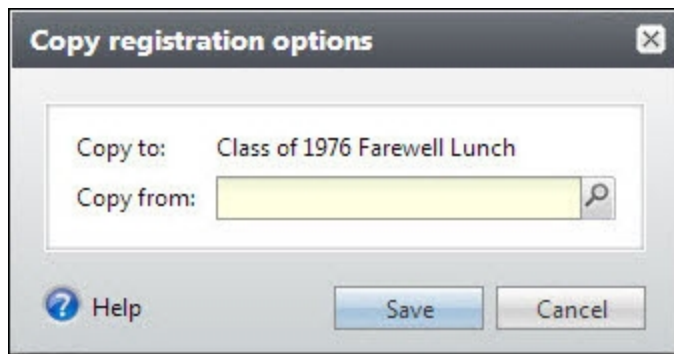 Copy registration options
Copy to: Class of 1976 Farewell Lunch
Copy from:
Help Save Cancel